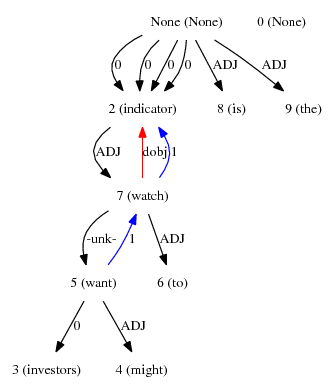 None (None) 0 (None)
0 0 0 0 ADJ ADJ
2 (indicator) 8 (is) 9 (the)
ADJ dobj 1
7 (watch)
-unk- 1 ADJ
5 (want) 6 (to)
0 ADJ
3 (investors) 4 (might)